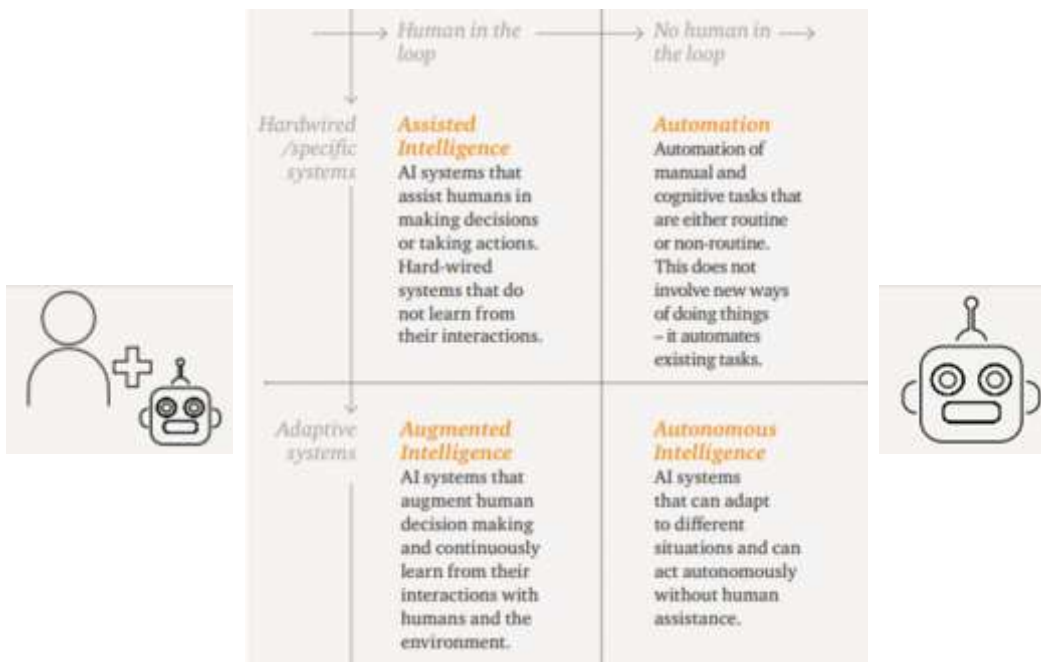 Human in the
loop
No human in
the loop
Hardwired
/specific
systems
Assisted
Intelligence
AI systems that
assist humans in
making decisions
or taking actions.
Hard-wired
systems that do
not learn from
their interactions.
Automation
Automation of
manual and
cognitive tasks that
are either routine
or non-routine.
This does not
involve new ways
of doing things
– it automates
existing tasks.
Adaptive
systems
Augmented
Intelligence
AI systems that
augment human
decision making
and continuously
learn from their
interactions with
humans and the
environment.
Autonomous
Intelligence
AI systems
that can adapt
to different
situations and can
act autonomously
without human
assistance.